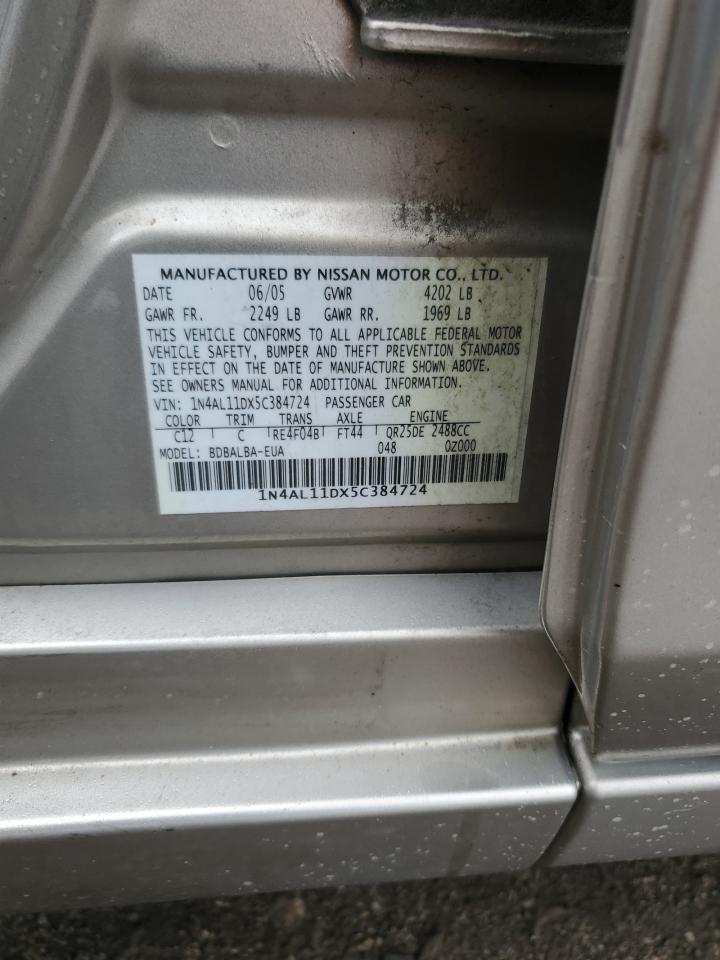 MANUFACTURED BY NISSAN MOTOR CO., LTD.
DATE 06/05 GVWR 4202 LB
GAWR FR. 2249 LB GAWR RR. 1969 LB
THIS VEHICLE CONFORMS TO ALL APPLICABLE FEDERAL MOTOR
VEHICLE SAFETY, BUMPER AND THEFT PREVENTION STANDARDS
IN EFFECT ON THE DATE OF MANUFACTURE SHOWN ABOVE.
SEE OWNERS MANUAL FOR ADDITIONAL INFORMATION.
VIN: 1N4AL11DX5C384724 PASSENGER CAR
COLOR TRIM TRANS AXLE ENGINE
C12 C RE4F04B FT44 QR25DE 2488CC
MODEL: BDBALBA-EUA 048 0Z000
1N4AL11DX5C384724